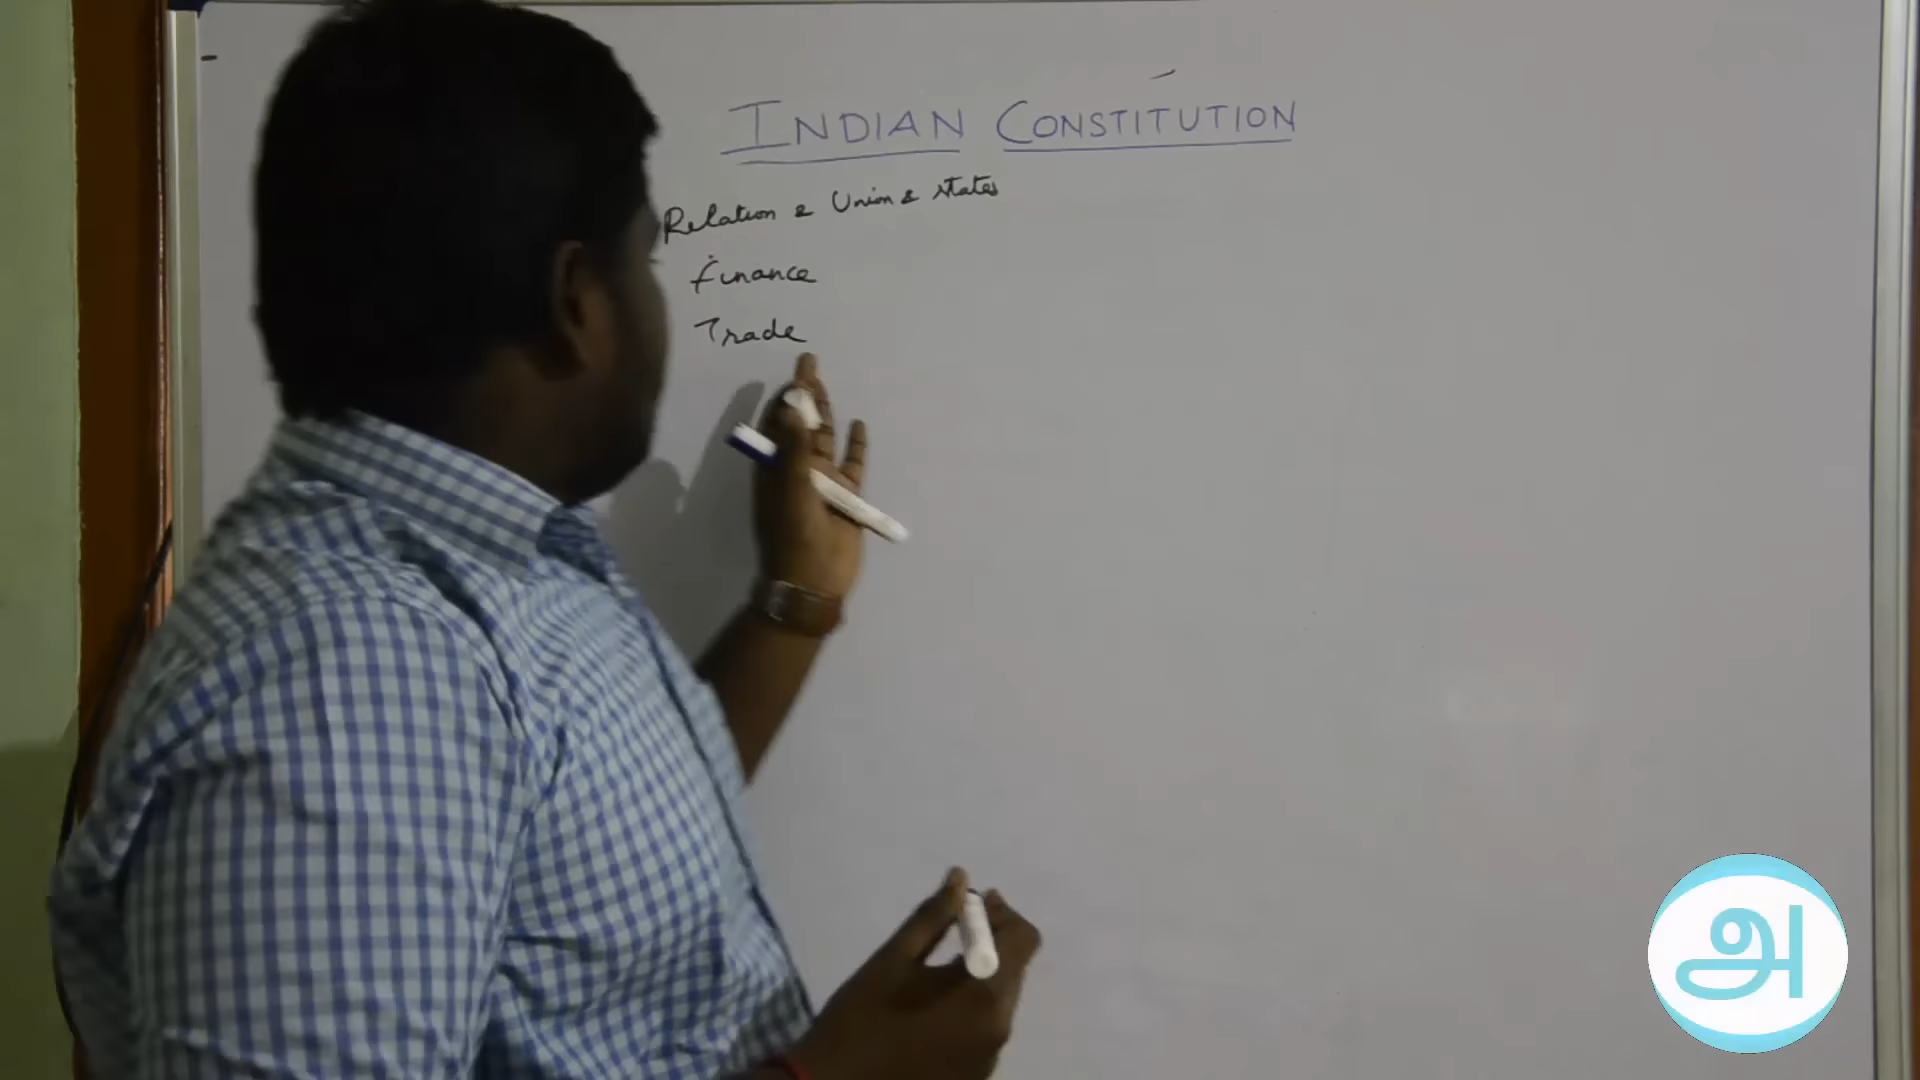 INDIAN CONSTITUTION
Relation & Union & states
Finance
Trade
அ